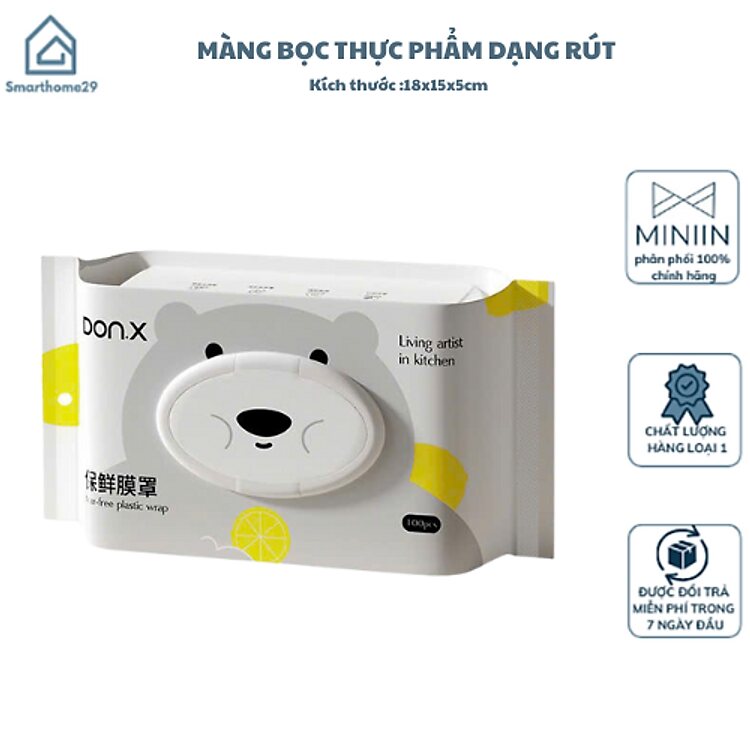 Smarthome29
MÀNG BỌC THỰC PHẨM DẠNG RÚT
Kích thước :18x15x5cm
MINIIN
phân phối 100%
chính hãng
DON.X
Living artist
in kitchen
保鲜膜罩
-free plastic wrap
100pcs
CHẤT LƯỢNG
HÀNG LOẠI 1
ĐƯỢC ĐỔI TRẢ
MIỄN PHÍ TRONG
7 NGÀY ĐẦU